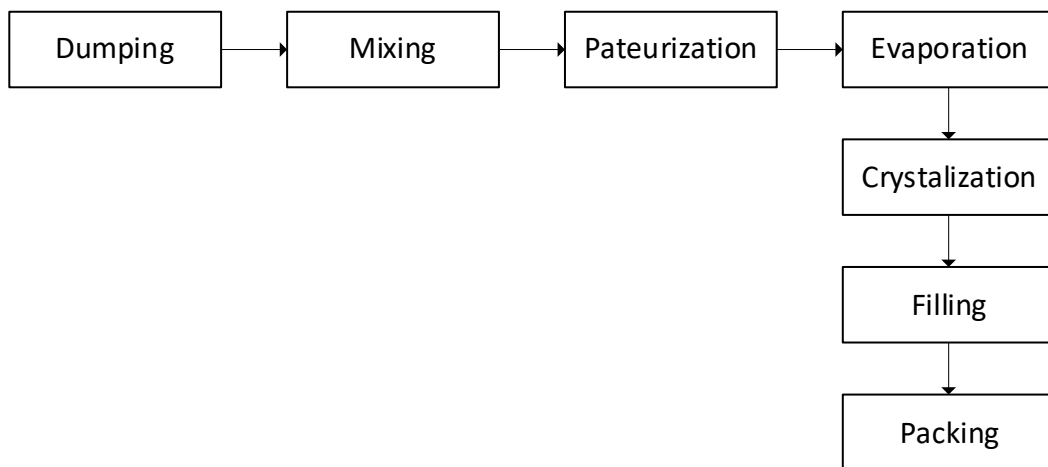 Dumping
Mixing
Pateurization
Evaporation
Crystalization
Filling
Packing